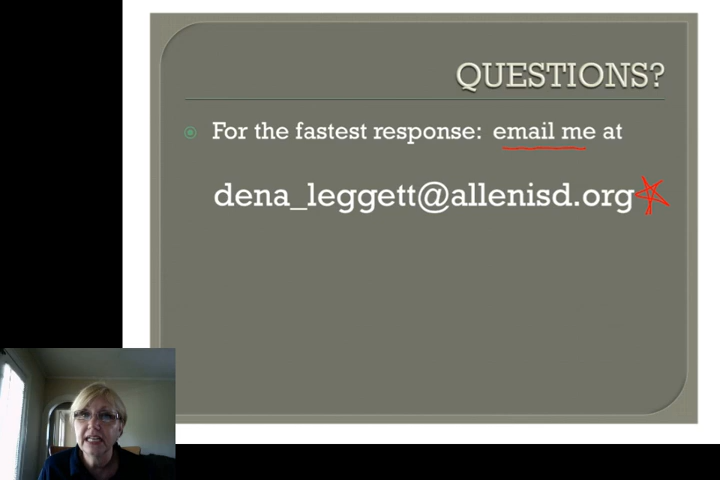 QUESTIONS?
For the fastest response: email me at
dena_leggett@allenisd.org